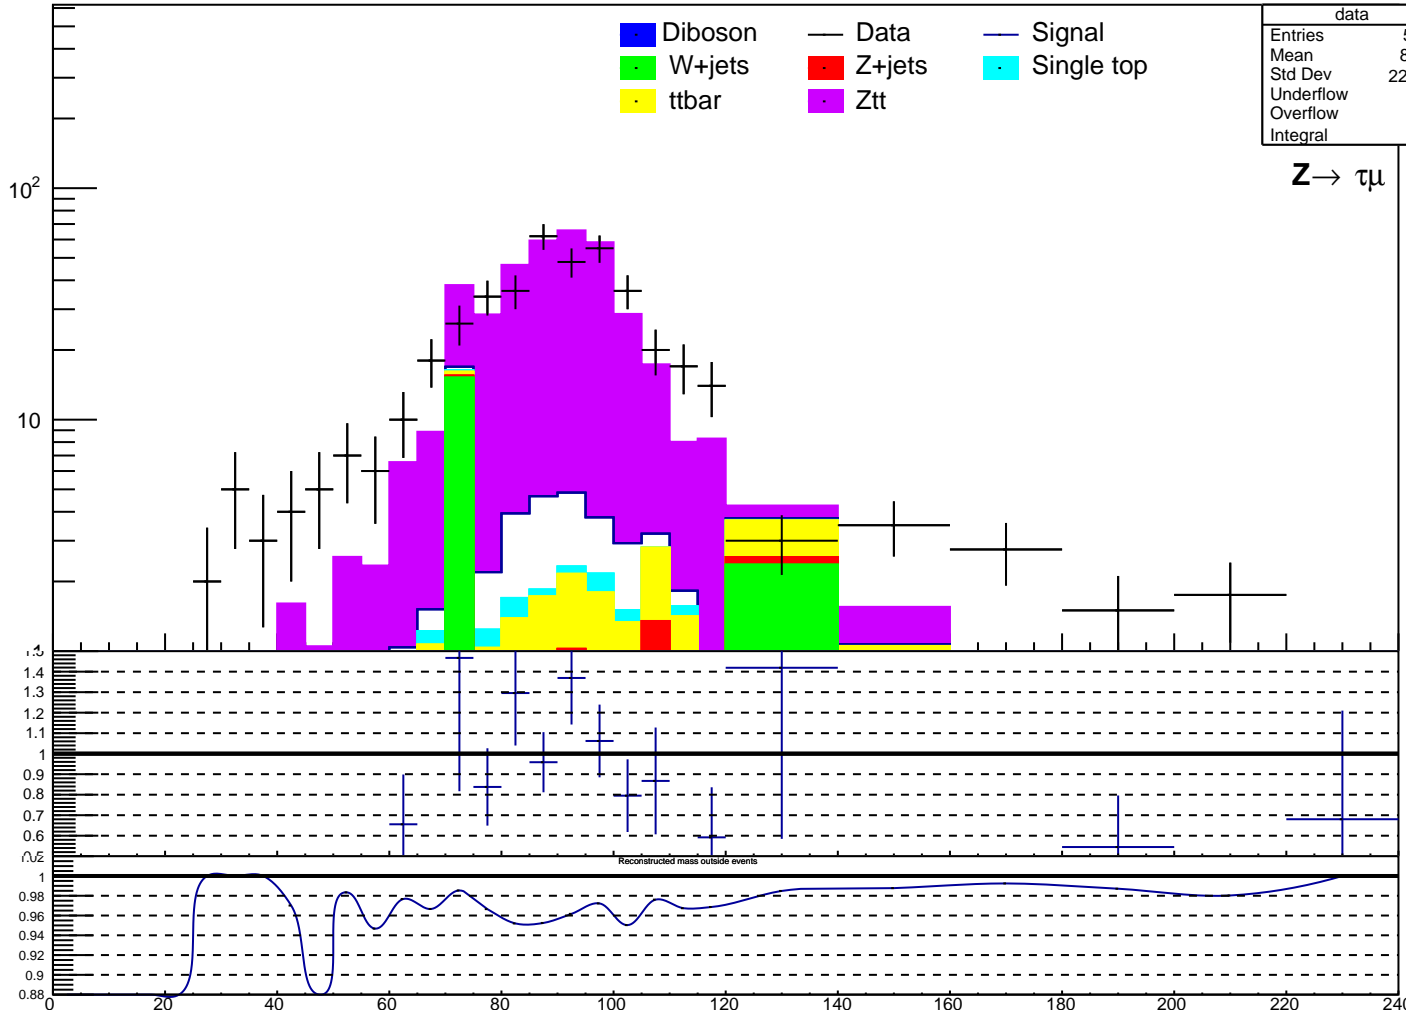 Diboson
Data
Signal
W+jets
Z+jets
Single top
ttbar
Ztt
data
Entries
Mean 8
Std Dev 22
Underflow
Overflow
Integral
Z→ τμ
10²
10
1.4
1.3
1.2
1.1
1
0.9
0.8
0.7
0.6
Reconstructed mass outside events
1
0.98
0.96
0.94
0.92
0.9
0.88
0 20 40 60 80 100 120 140 160 180 200 220 240